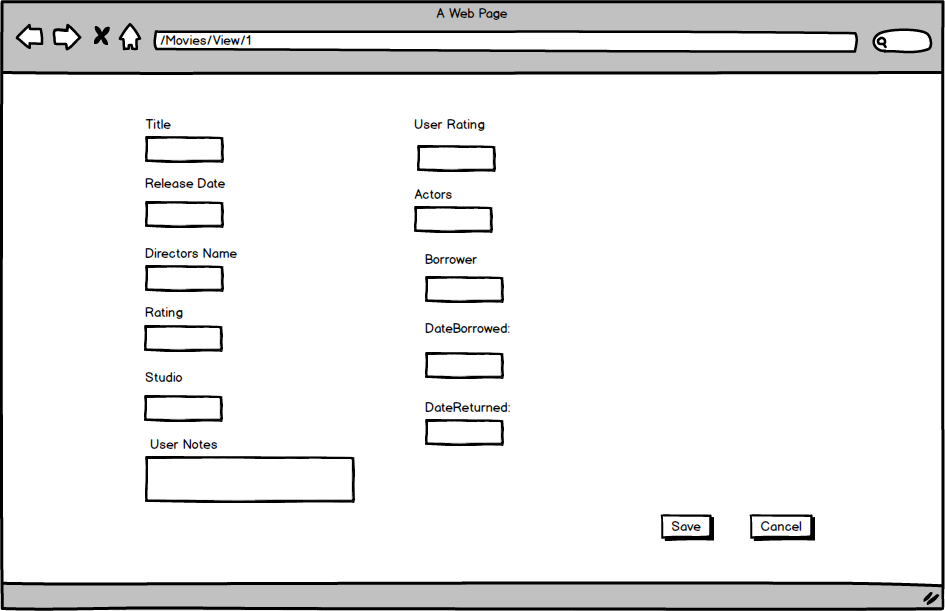 A Web Page
/Movies/View/1
Title
Release Date
Directors Name
Rating
Studio
User Notes
User Rating
Actors
Borrower
DateBorrowed:
DateReturned:
Save
Cancel